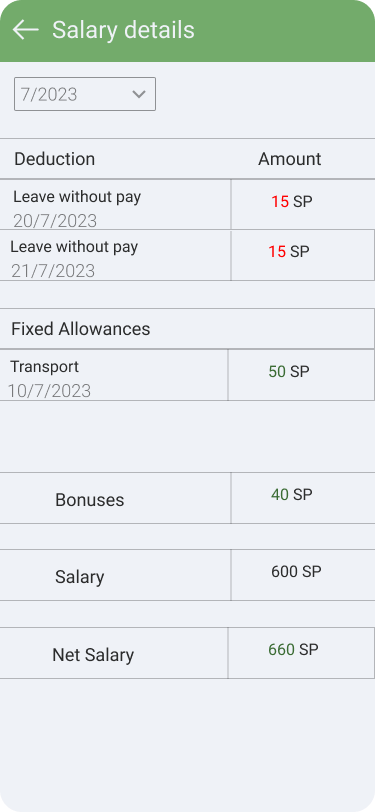 Salary details
7/2023
Deduction Amount
Leave without pay 15 SP
20/7/2023
Leave without pay 15 SP
21/7/2023
Fixed Allowances
Transport 50 SP
10/7/2023
Bonuses 40 SP
Salary 600 SP
Net Salary 660 SP